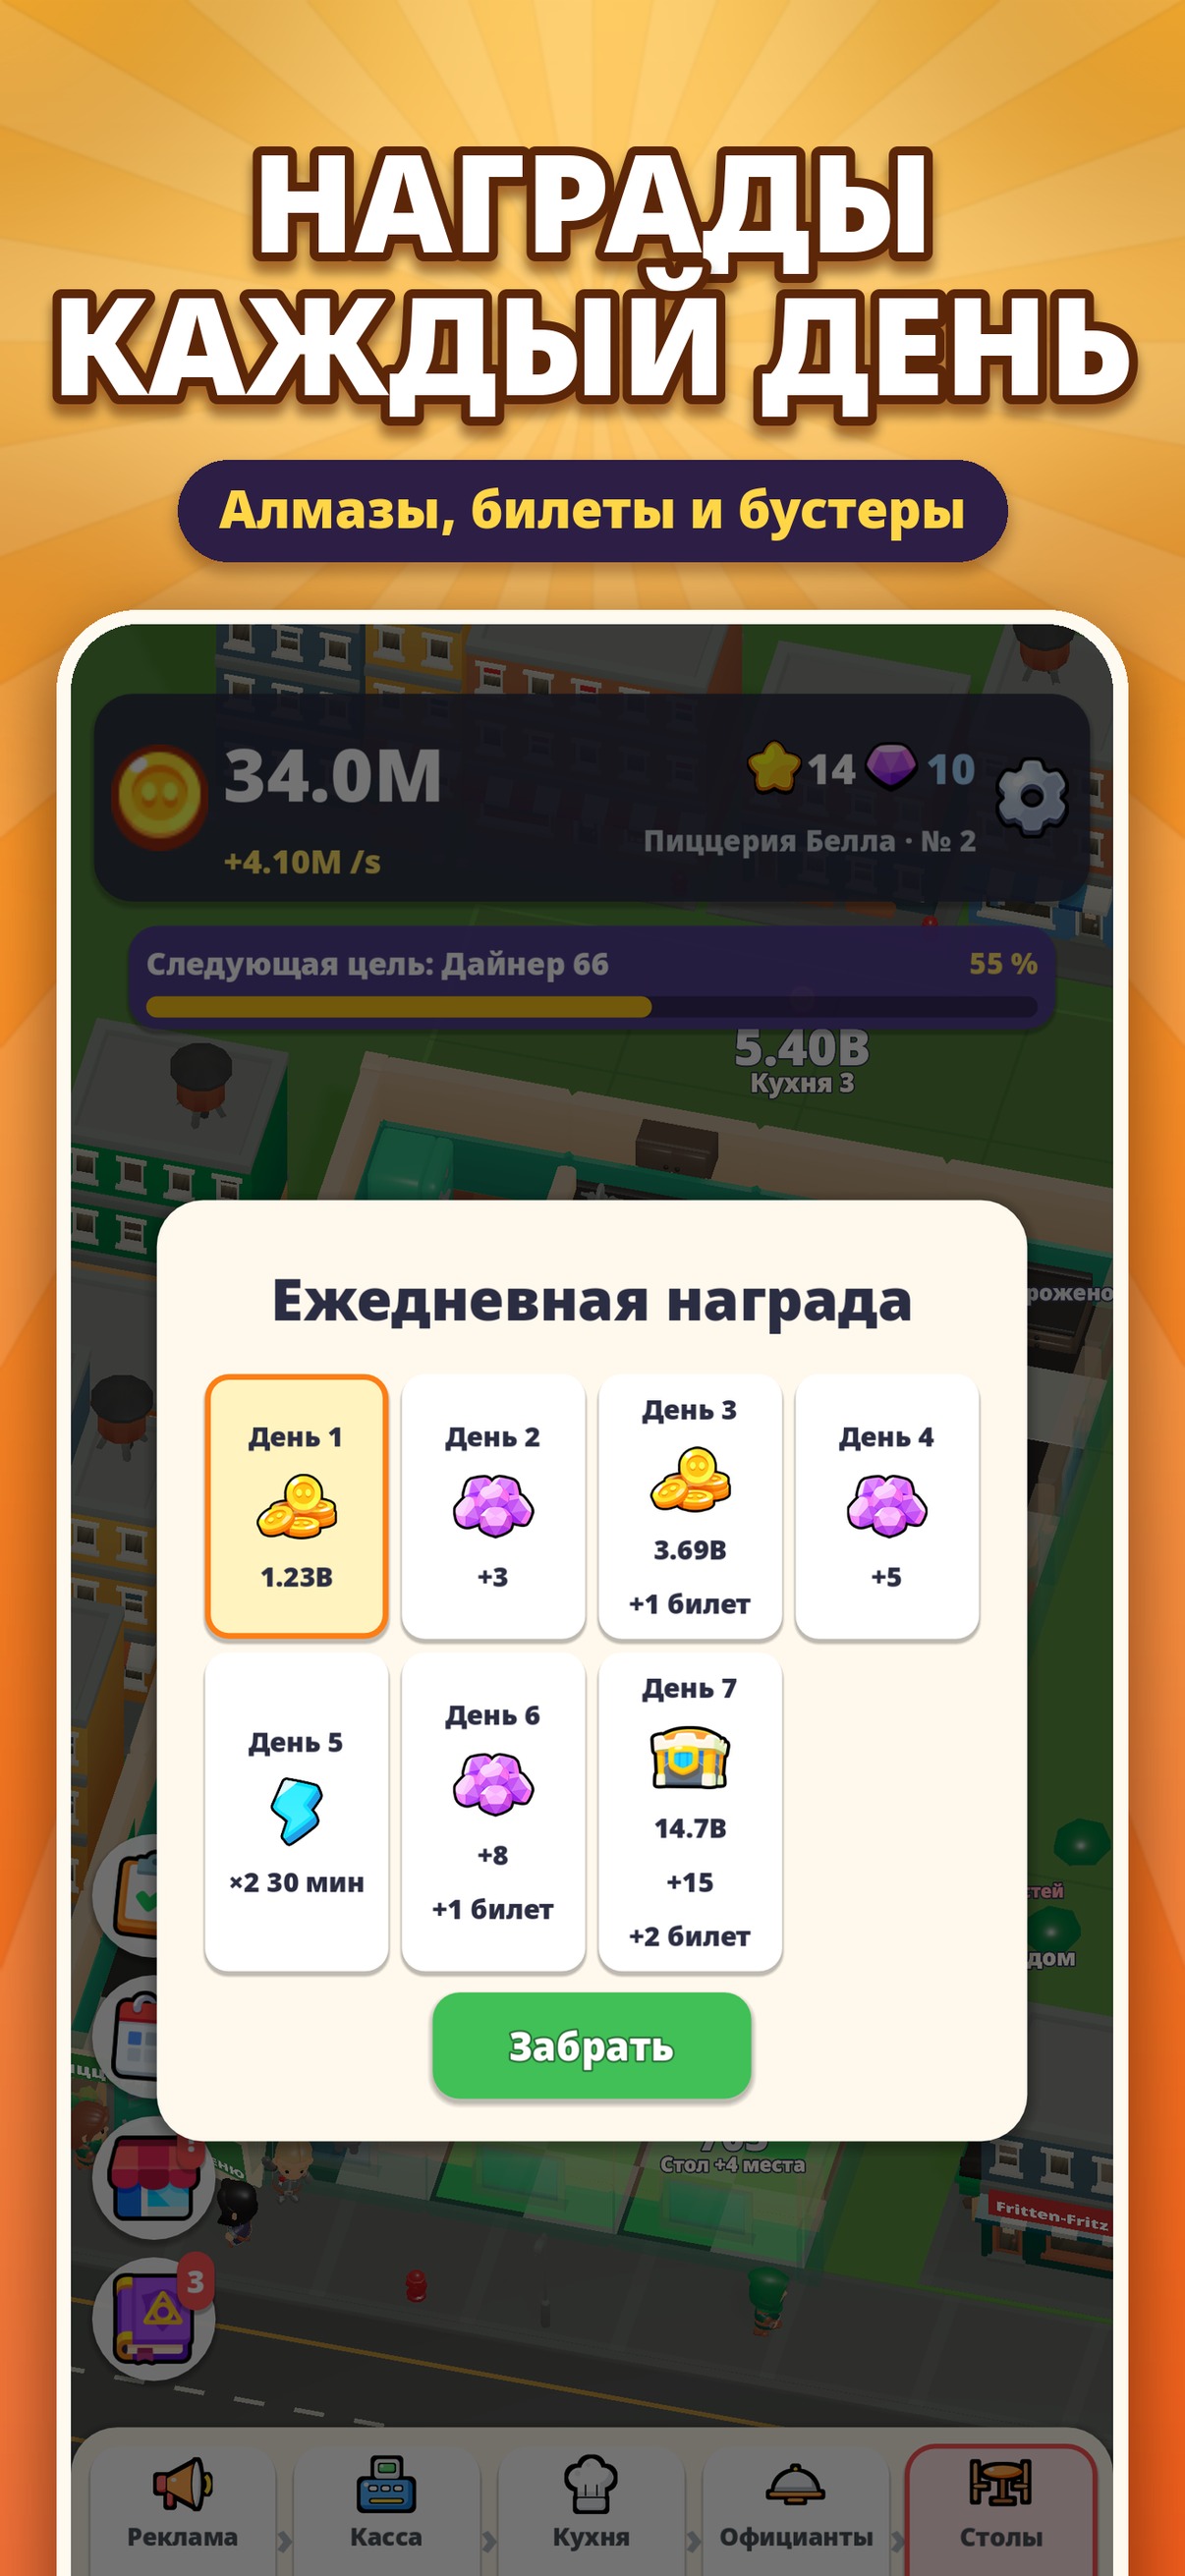 НАГРАДЫ
КАЖДЫЙ ДЕНЬ
Алмазы, билеты и бустеры
34.0M
14
10
+4.10M /s
Пиццерия Белла · № 2
Следующая цель: Дайнер 66
55 %
5.40B
Кухня 3
Ежедневная награда
День 1
1.23B
День 2
+3
День 3
3.69B
+1 билет
День 4
+5
День 5
×2 30 мин
День 6
+8
+1 билет
День 7
14.7B
+15
+2 билет
Забрать
Стол +4 места
Fritten-Fritz
3
Реклама
Касса
Кухня
Официанты
Столы